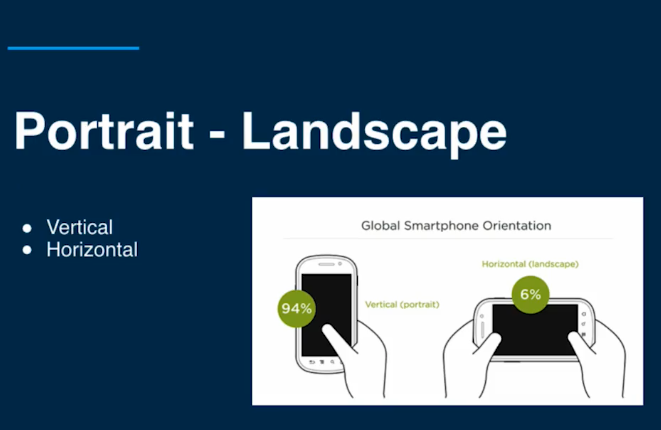 Portrait - Landscape
● Vertical
● Horizontal
Global Smartphone Orientation
Horizontal (landscape)
6%
94%
Vertical (portrait)